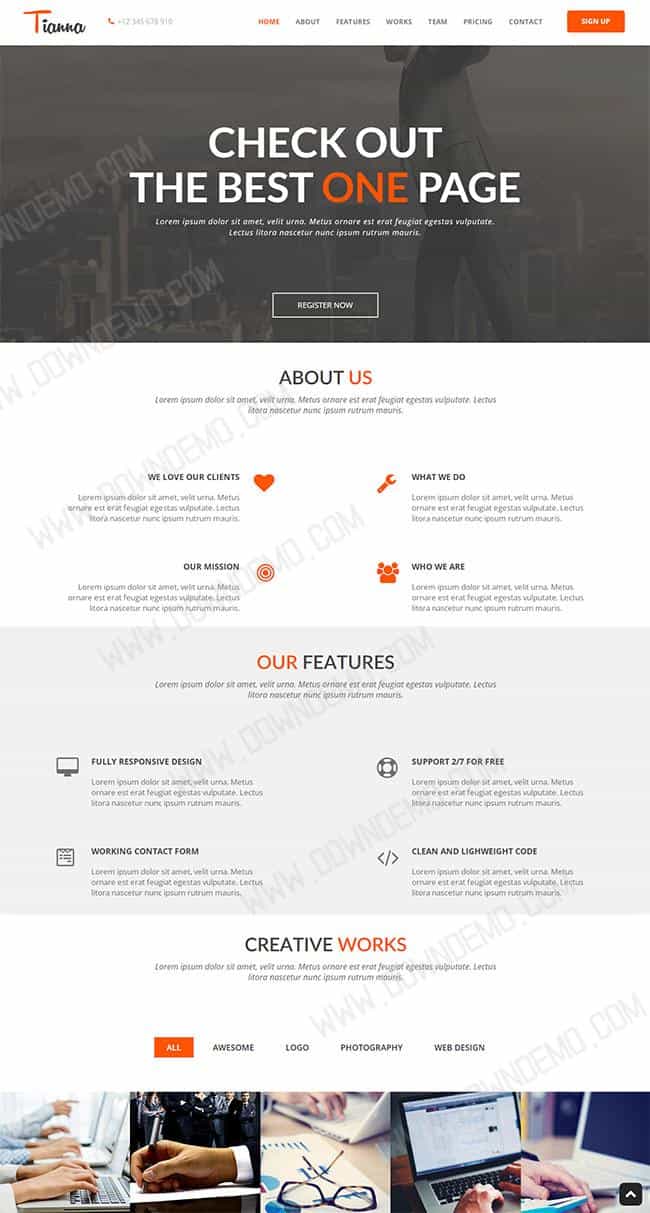 Tianna
+12 345 678 910
HOME ABOUT FEATURES WORKS TEAM PRICING CONTACT SIGN UP
CHECK OUT
THE BEST ONE PAGE
Lorem ipsum dolor sit amet, velit urna. Metus ornare est erat feugiat egestas vulputate.
Lectus litora nascetur nunc ipsum rutrum mauris.
REGISTER NOW
ABOUT US
Lorem ipsum dolor sit amet, velit urna. Metus ornare est erat feugiat egestas vulputate. Lectus
litora nascetur nunc ipsum rutrum mauris.
WE LOVE OUR CLIENTS
Lorem ipsum dolor sit amet, velit urna. Metus
ornare est erat feugiat egestas vulputate. Lectus
litora nascetur nunc ipsum rutrum mauris.
WHAT WE DO
Lorem ipsum dolor sit amet, velit urna. Metus
ornare est erat feugiat egestas vulputate. Lectus
litora nascetur nunc ipsum rutrum mauris.
OUR MISSION
Lorem ipsum dolor sit amet, velit urna. Metus
ornare est erat feugiat egestas vulputate. Lectus
litora nascetur nunc ipsum rutrum mauris.
WHO WE ARE
Lorem ipsum dolor sit amet, velit urna. Metus
ornare est erat feugiat egestas vulputate. Lectus
litora nascetur nunc ipsum rutrum mauris.
OUR FEATURES
Lorem ipsum dolor sit amet, velit urna. Metus ornare est erat feugiat egestas vulputate. Lectus
litora nascetur nunc ipsum rutrum mauris.
FULLY RESPONSIVE DESIGN
Lorem ipsum dolor sit amet, velit urna. Metus
ornare est erat feugiat egestas vulputate. Lectus
litora nascetur nunc ipsum rutrum mauris.
SUPPORT 2/7 FOR FREE
Lorem ipsum dolor sit amet, velit urna. Metus
ornare est erat feugiat egestas vulputate. Lectus
litora nascetur nunc ipsum rutrum mauris.
WORKING CONTACT FORM
Lorem ipsum dolor sit amet, velit urna. Metus
ornare est erat feugiat egestas vulputate. Lectus
litora nascetur nunc ipsum rutrum mauris.
CLEAN AND LIGHWEIGHT CODE
Lorem ipsum dolor sit amet, velit urna. Metus
ornare est erat feugiat egestas vulputate. Lectus
litora nascetur nunc ipsum rutrum mauris.
CREATIVE WORKS
Lorem ipsum dolor sit amet, velit urna. Metus ornare est erat feugiat egestas vulputate. Lectus
litora nascetur nunc ipsum rutrum mauris.
ALL AWESOME LOGO PHOTOGRAPHY WEB DESIGN
WWW.DOWNDEMO.COM